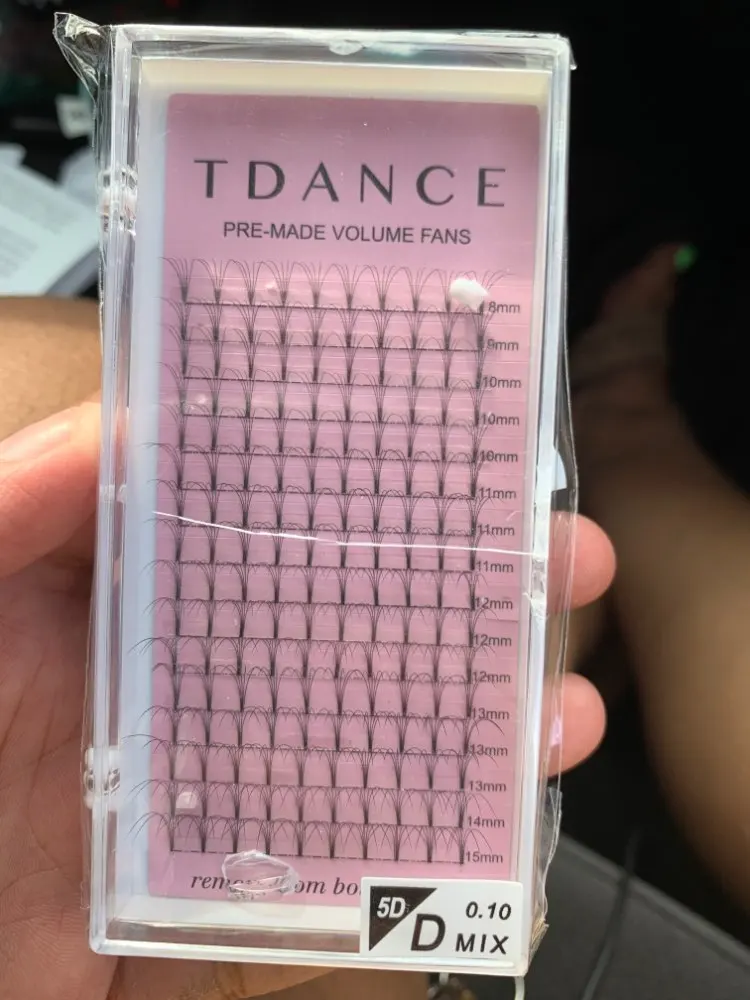 TDANCE
PRE-MADE VOLUME FANS
8mm
9mm
10mm
10mm
10mm
11mm
11mm
11mm
12mm
12mm
12mm
13mm
13mm
13mm
14mm
15mm
5D
D
0.10
MIX